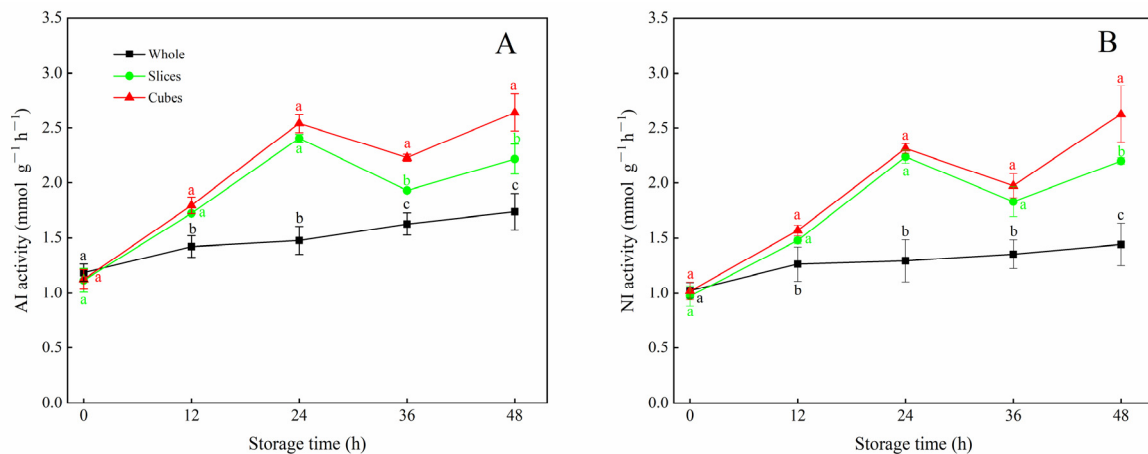 3.5
3.0
2.5
2.0
1.5
1.0
0.5
0.0
AI activity (mmol g⁻¹ h⁻¹)
A
Whole
Slices
Cubes
a
a
a
a
a
b
a
a
b
a
b
c
a
b
c
0 12 24 36 48
Storage time (h)
3.5
3.0
2.5
2.0
1.5
1.0
0.5
0.0
NI activity (mmol g⁻¹ h⁻¹)
B
a
a
a
a
a
b
a
a
b
a
a
b
a
b
c
0 12 24 36 48
Storage time (h)